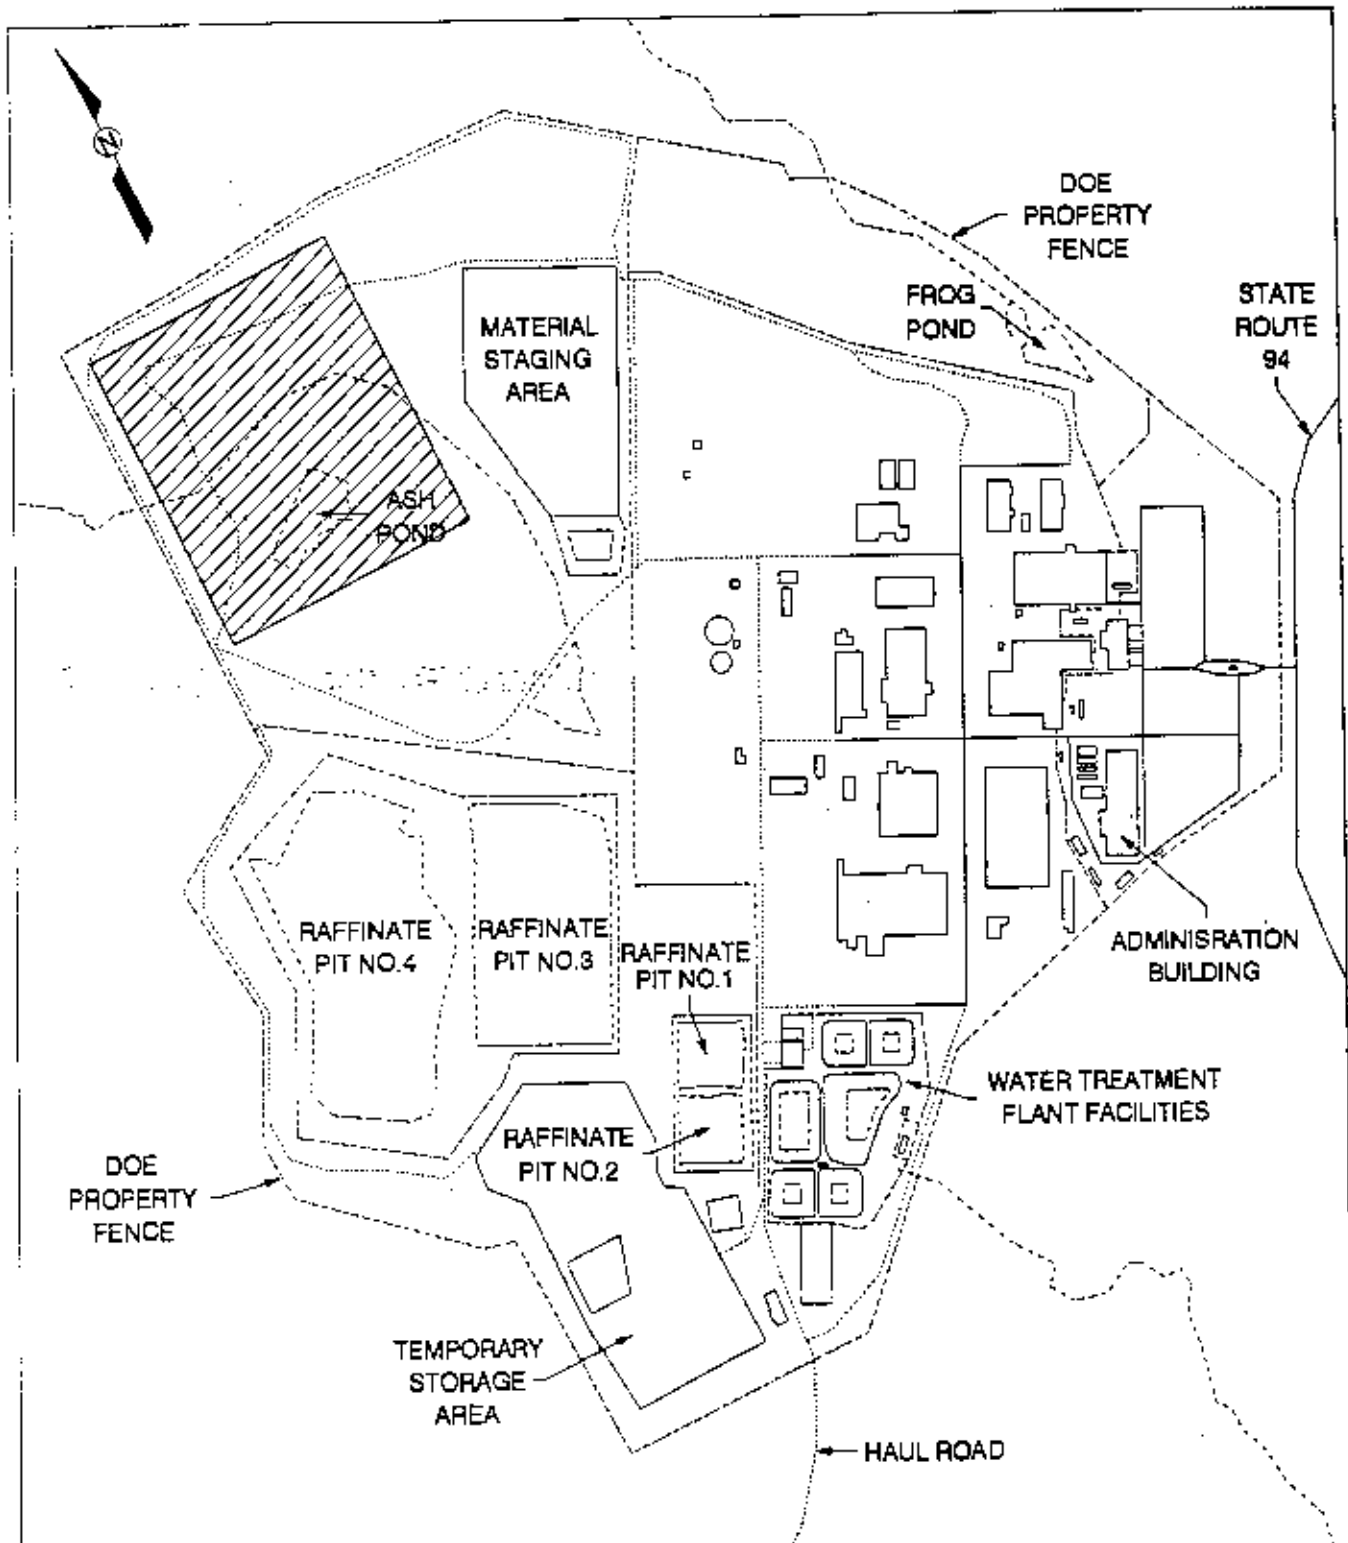 N
DOE
PROPERTY
FENCE
FROG
POND
STATE
ROUTE
94
MATERIAL
STAGING
AREA
ASH
POND
RAFFINATE
PIT NO.4
RAFFINATE
PIT NO.3
RAFFINATE
PIT NO.1
ADMINISRATION
BUILDING
WATER TREATMENT
PLANT FACILITIES
RAFFINATE
PIT NO.2
DOE
PROPERTY
FENCE
TEMPORARY
STORAGE
AREA
HAUL ROAD